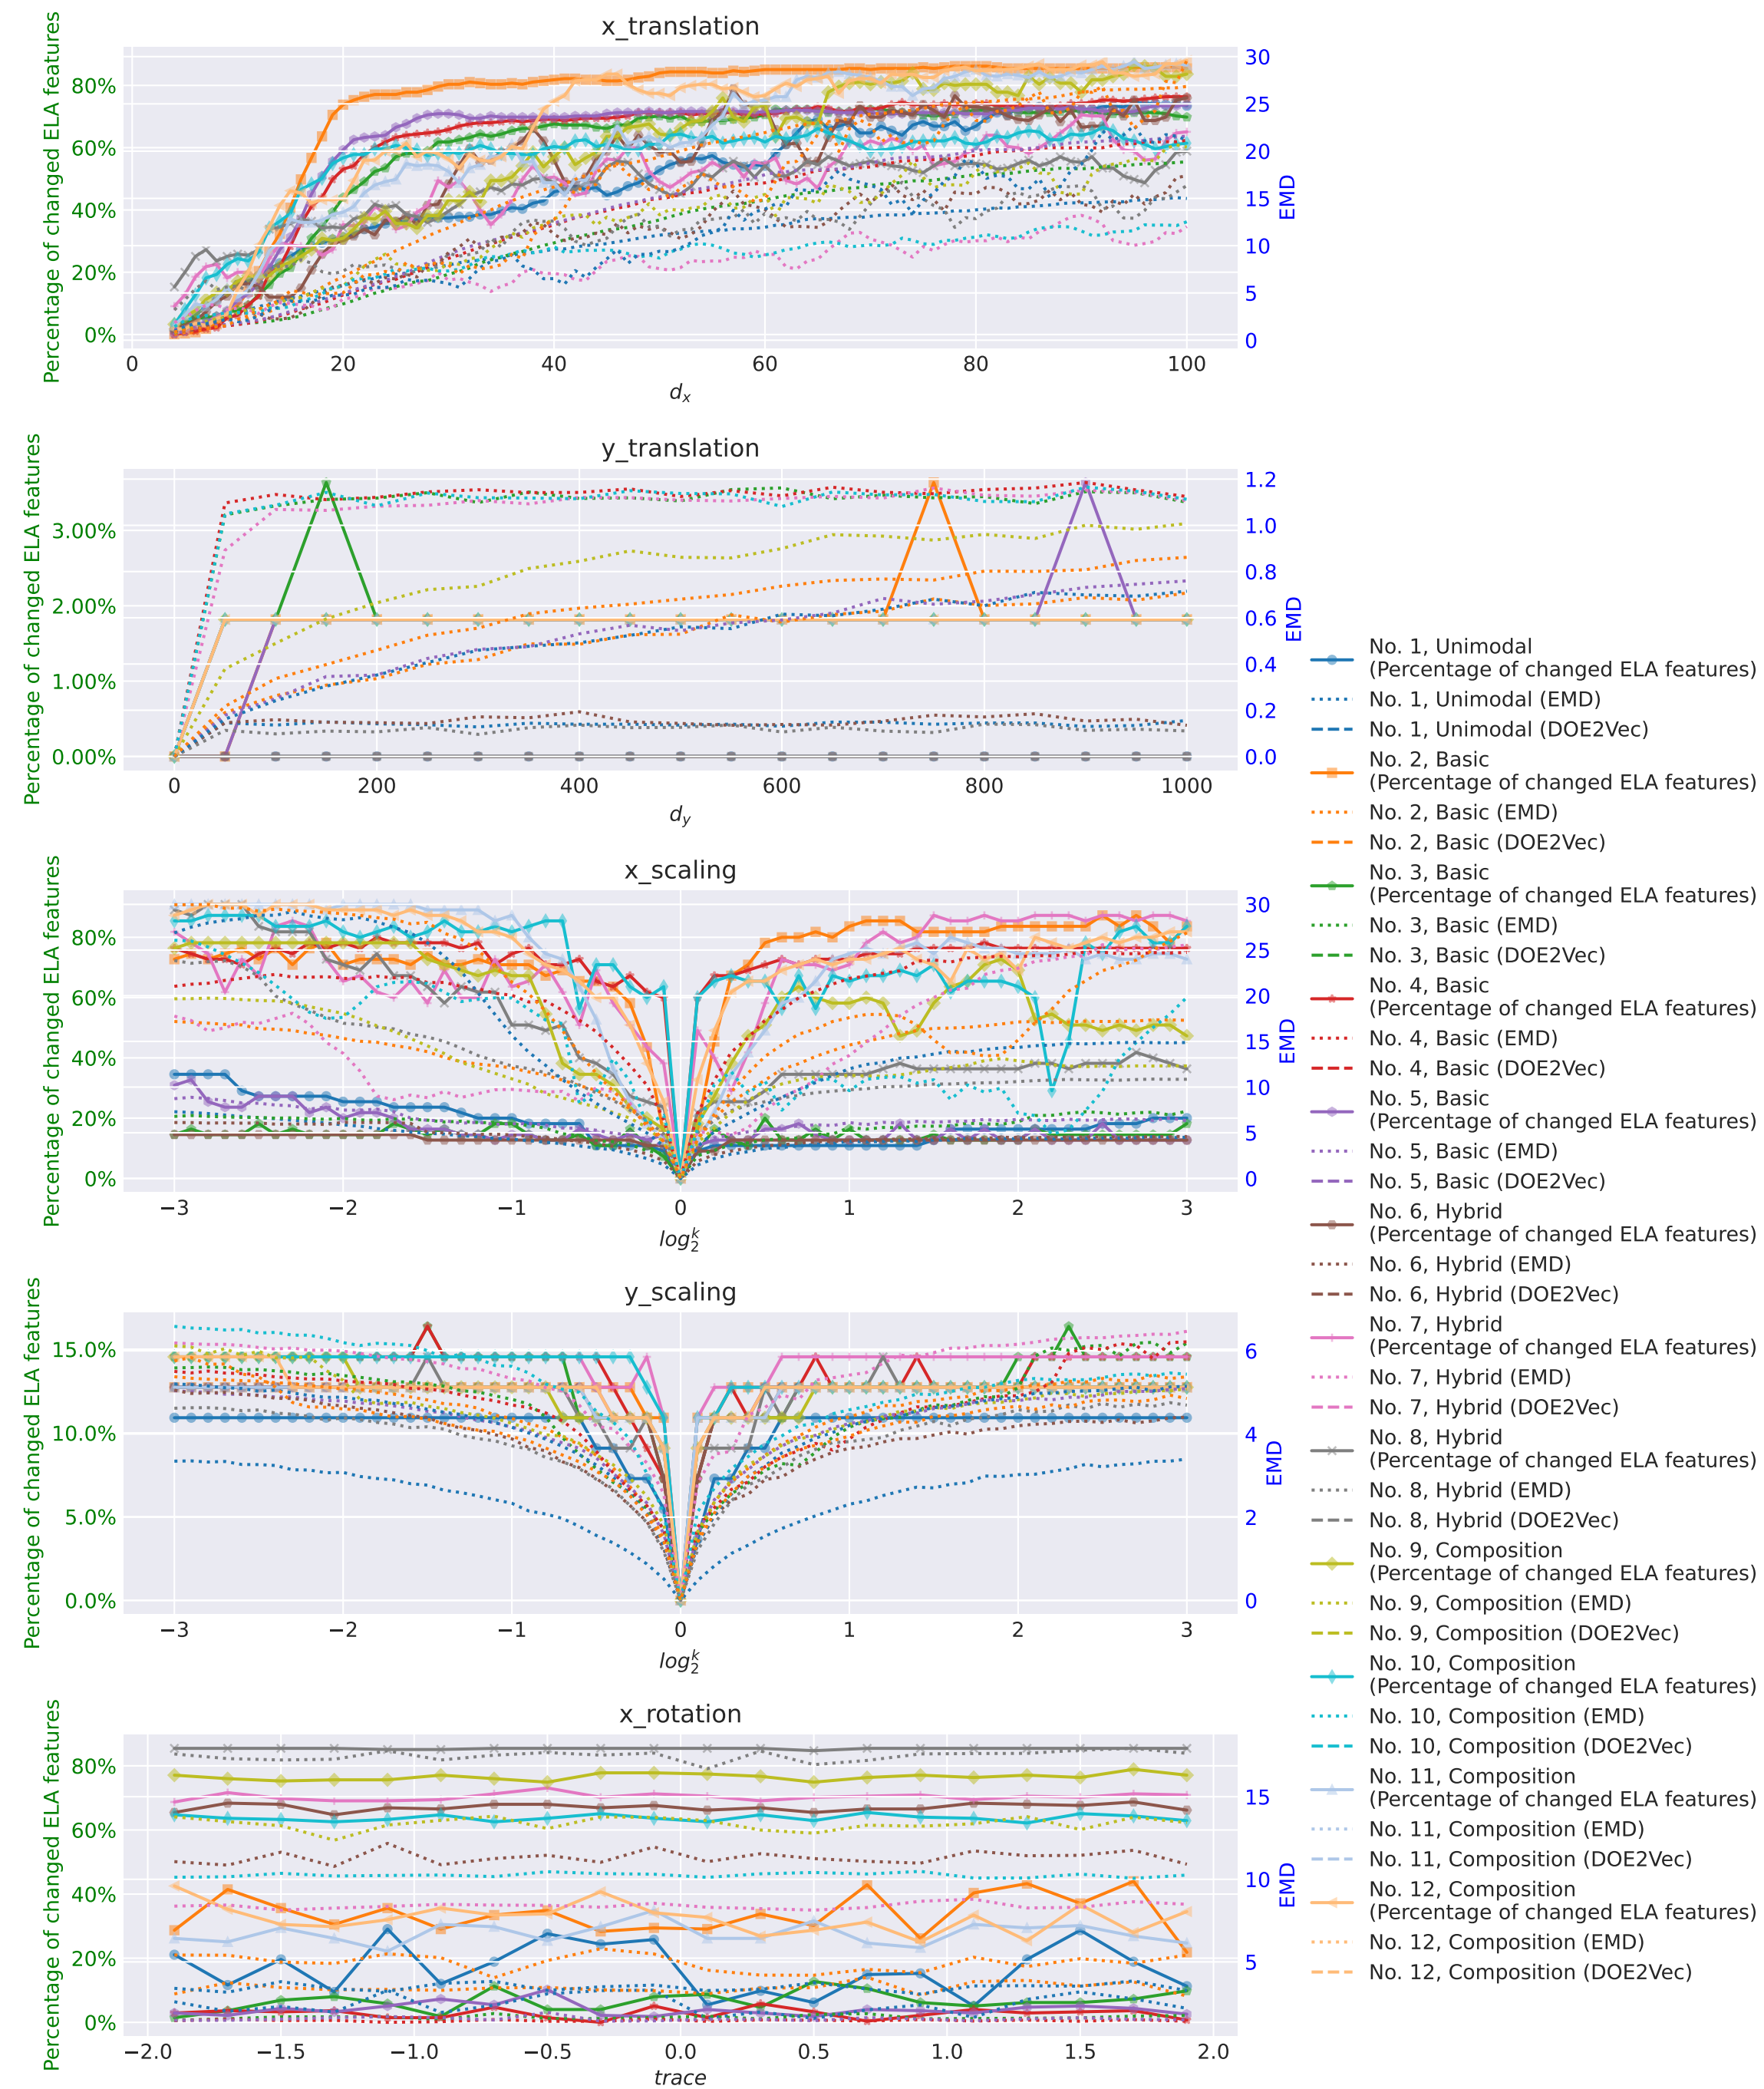 x_translation
Percentage of changed ELA features
80%
60%
40%
20%
0%
30
25
20
15
10
5
0
EMD
0 20 40 60 80 100
d_x
y_translation
Percentage of changed ELA features
3.00%
2.00%
1.00%
0.00%
1.2
1.0
0.8
0.6
0.4
0.2
0.0
EMD
0 200 400 600 800 1000
d_y
x_scaling
Percentage of changed ELA features
80%
60%
40%
20%
0%
30
25
20
15
10
5
0
EMD
−3 −2 −1 0 1 2 3
log_2^k
y_scaling
Percentage of changed ELA features
15.0%
10.0%
5.0%
0.0%
6
4
2
0
EMD
−3 −2 −1 0 1 2 3
log_2^k
x_rotation
Percentage of changed ELA features
80%
60%
40%
20%
0%
15
10
5
EMD
−2.0 −1.5 −1.0 −0.5 0.0 0.5 1.0 1.5 2.0
trace
No. 1, Unimodal
(Percentage of changed ELA features)
No. 1, Unimodal (EMD)
No. 1, Unimodal (DOE2Vec)
No. 2, Basic
(Percentage of changed ELA features)
No. 2, Basic (EMD)
No. 2, Basic (DOE2Vec)
No. 3, Basic
(Percentage of changed ELA features)
No. 3, Basic (EMD)
No. 3, Basic (DOE2Vec)
No. 4, Basic
(Percentage of changed ELA features)
No. 4, Basic (EMD)
No. 4, Basic (DOE2Vec)
No. 5, Basic
(Percentage of changed ELA features)
No. 5, Basic (EMD)
No. 5, Basic (DOE2Vec)
No. 6, Hybrid
(Percentage of changed ELA features)
No. 6, Hybrid (EMD)
No. 6, Hybrid (DOE2Vec)
No. 7, Hybrid
(Percentage of changed ELA features)
No. 7, Hybrid (EMD)
No. 7, Hybrid (DOE2Vec)
No. 8, Hybrid
(Percentage of changed ELA features)
No. 8, Hybrid (EMD)
No. 8, Hybrid (DOE2Vec)
No. 9, Composition
(Percentage of changed ELA features)
No. 9, Composition (EMD)
No. 9, Composition (DOE2Vec)
No. 10, Composition
(Percentage of changed ELA features)
No. 10, Composition (EMD)
No. 10, Composition (DOE2Vec)
No. 11, Composition
(Percentage of changed ELA features)
No. 11, Composition (EMD)
No. 11, Composition (DOE2Vec)
No. 12, Composition
(Percentage of changed ELA features)
No. 12, Composition (EMD)
No. 12, Composition (DOE2Vec)